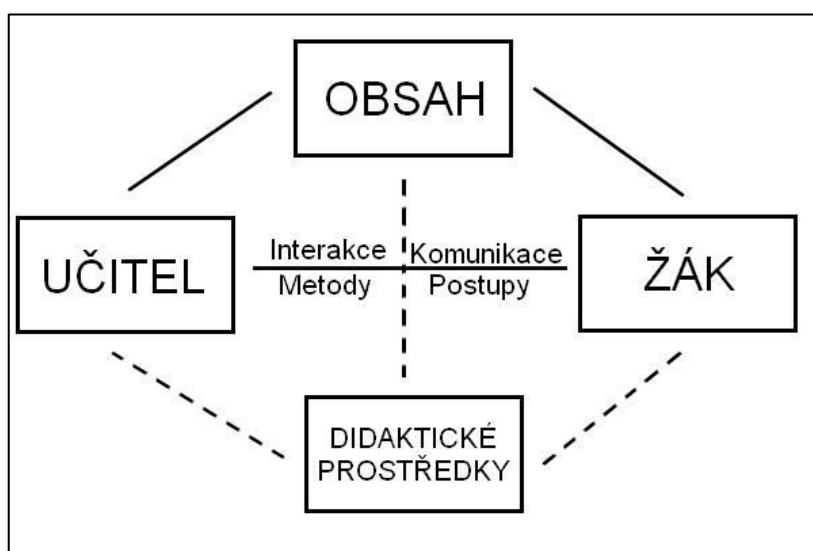 OBSAH
UČITEL
Interakce
Komunikace
Metody
Postupy
ŽÁK
DIDAKTICKÉ
PROSTŘEDKY